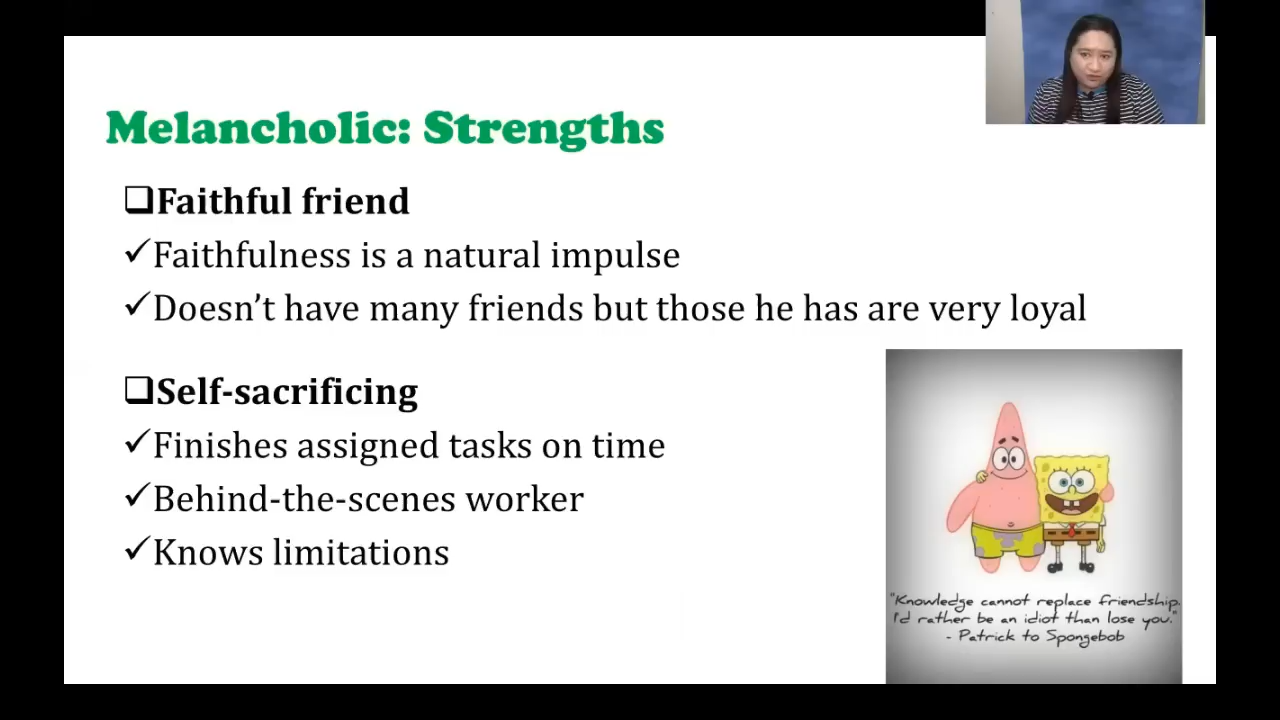 Melancholic: Strengths
❑Faithful friend
✓Faithfulness is a natural impulse
✓Doesn't have many friends but those he has are very loyal
❑Self-sacrificing
✓Finishes assigned tasks on time
✓Behind-the-scenes worker
✓Knows limitations
"Knowledge cannot replace friendship.
I'd rather be an idiot than lose you."
- Patrick to Spongebob